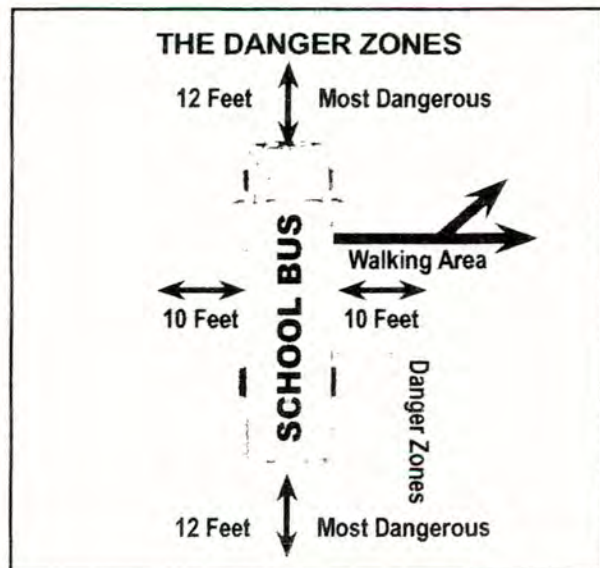 THE DANGER ZONES
12 Feet Most Dangerous
SCHOOL BUS
Walking Area
10 Feet 10 Feet
Danger Zones
12 Feet Most Dangerous